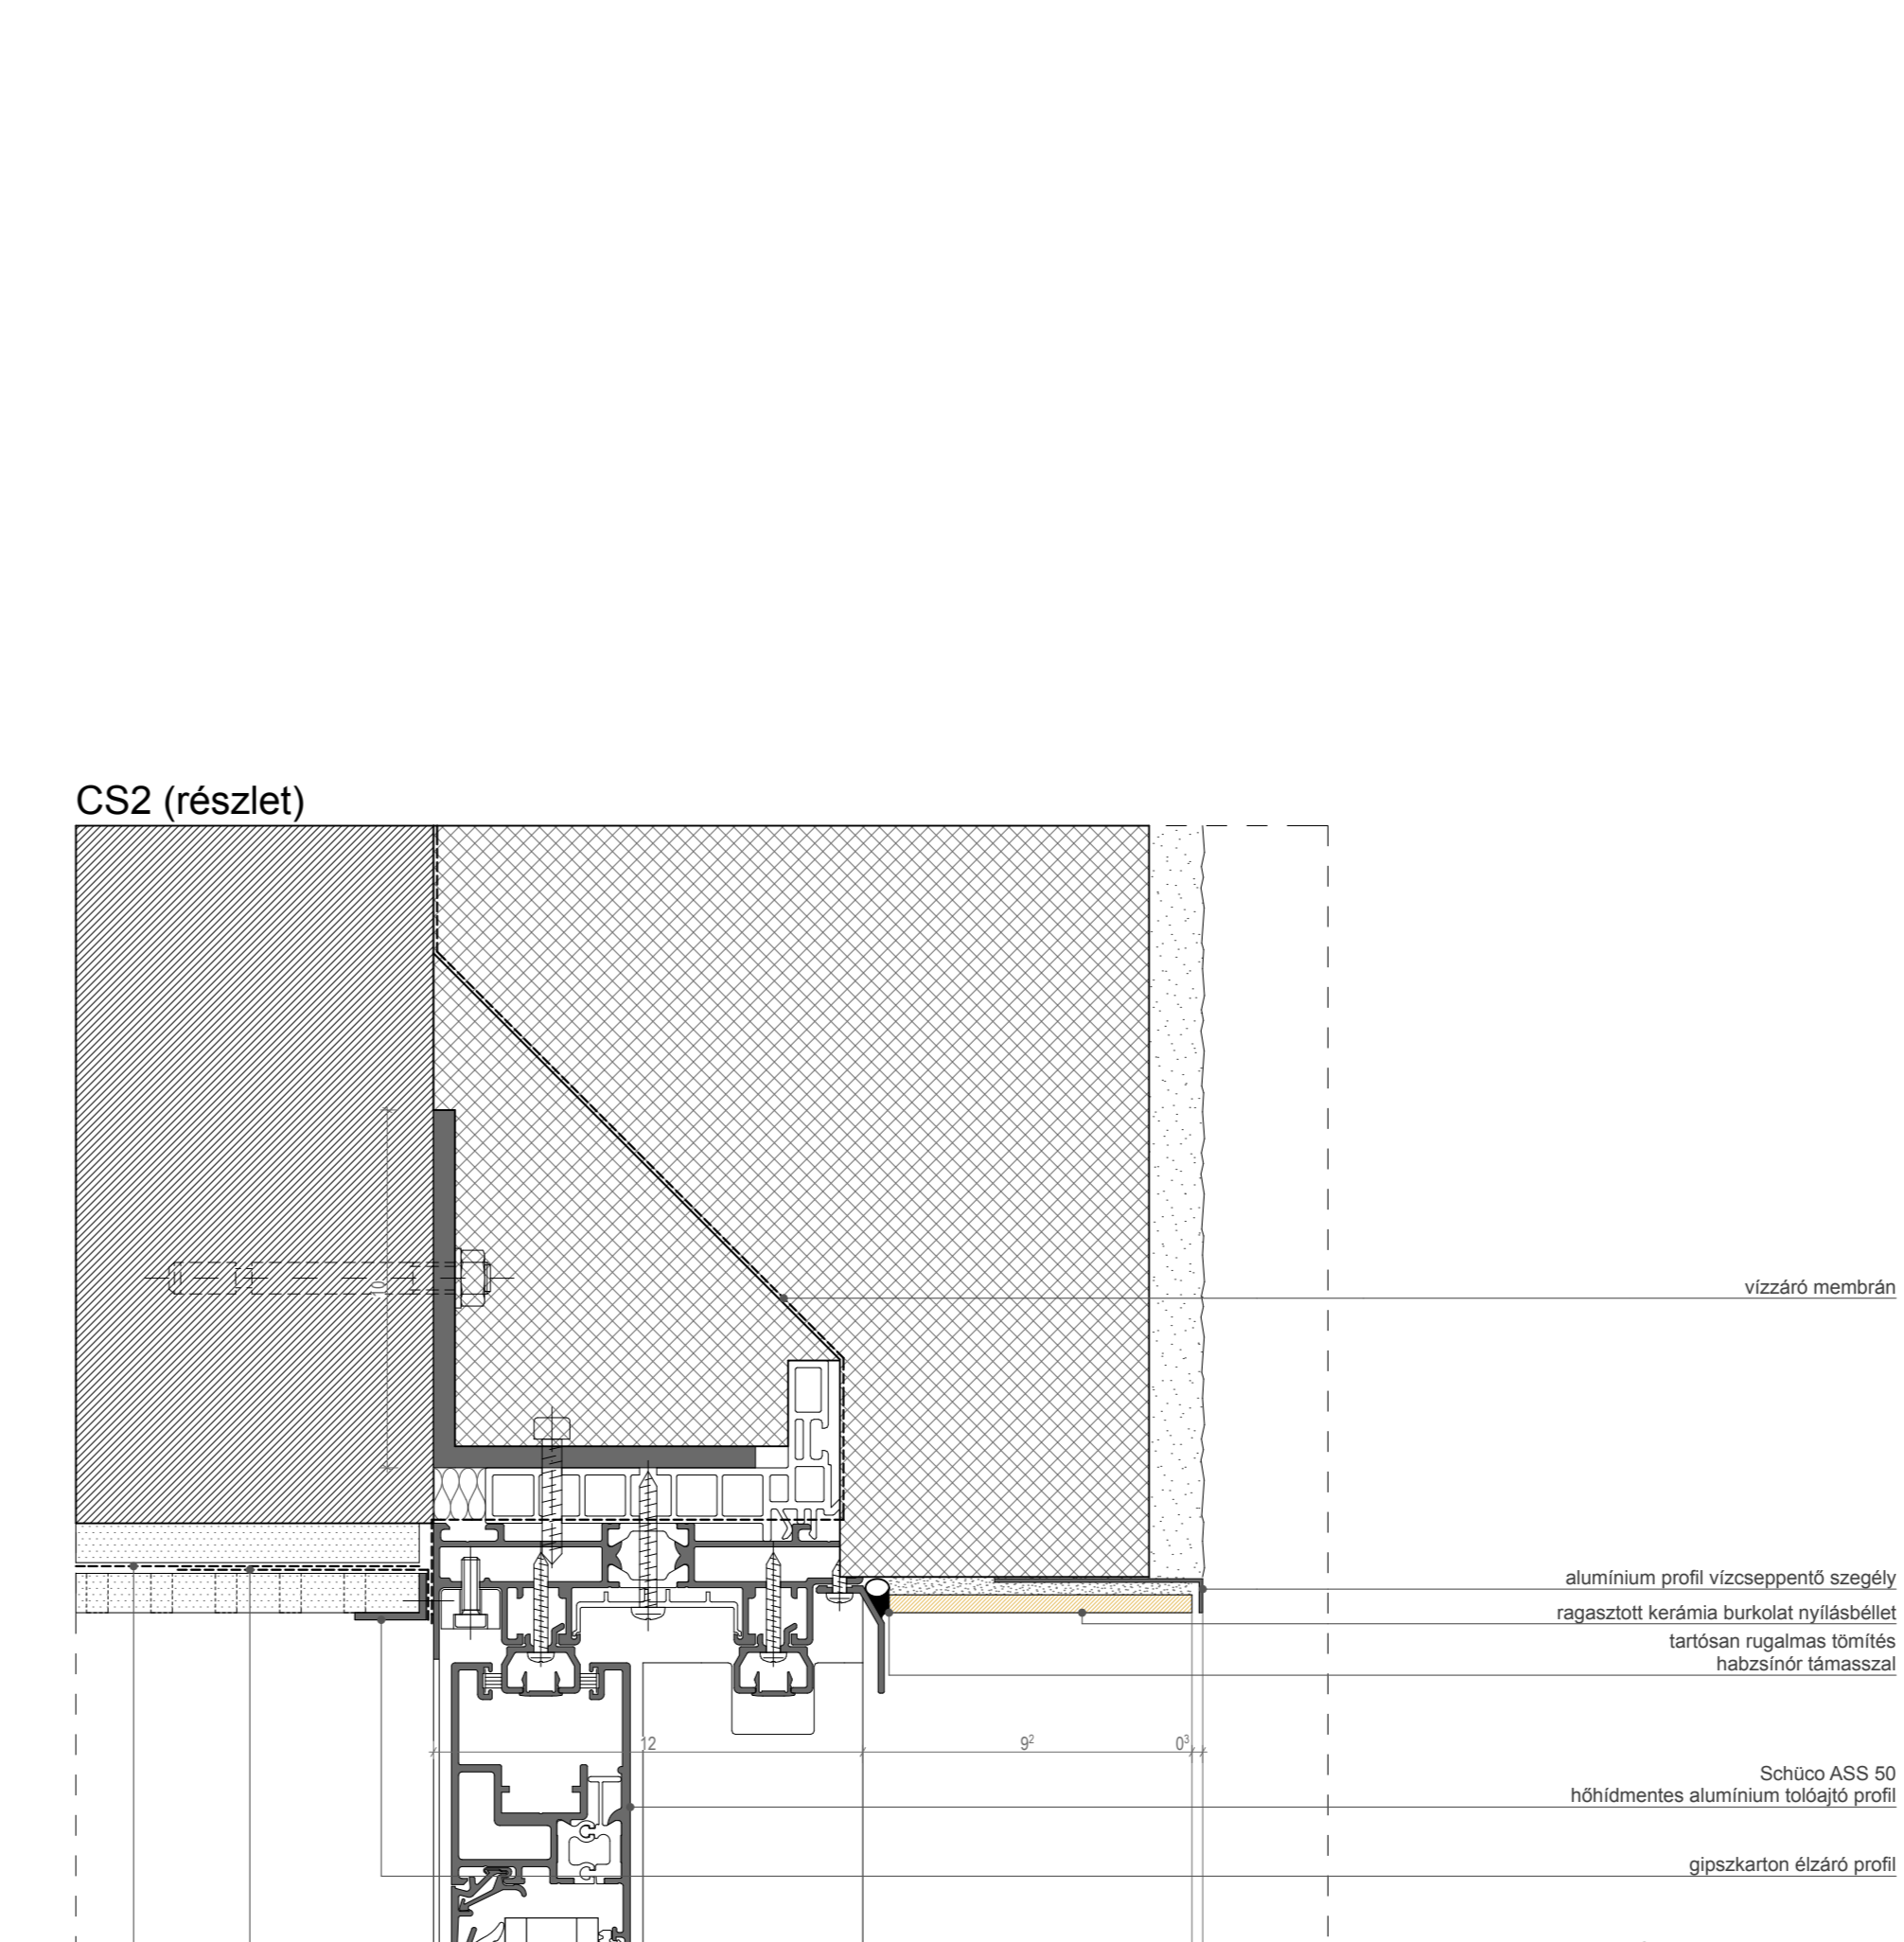 CS2 (részlet)
10
vízzáró membrán
alumínium profil vízcseppentő szegély
ragasztott kerámia burkolat nyílásbéllet
tartósan rugalmas tömítés
habzsínór támasszal
12 9² 0³
Schüco ASS 50
hőhídmentes alumínium tolóajtó profil
gipszkarton élzáró profil